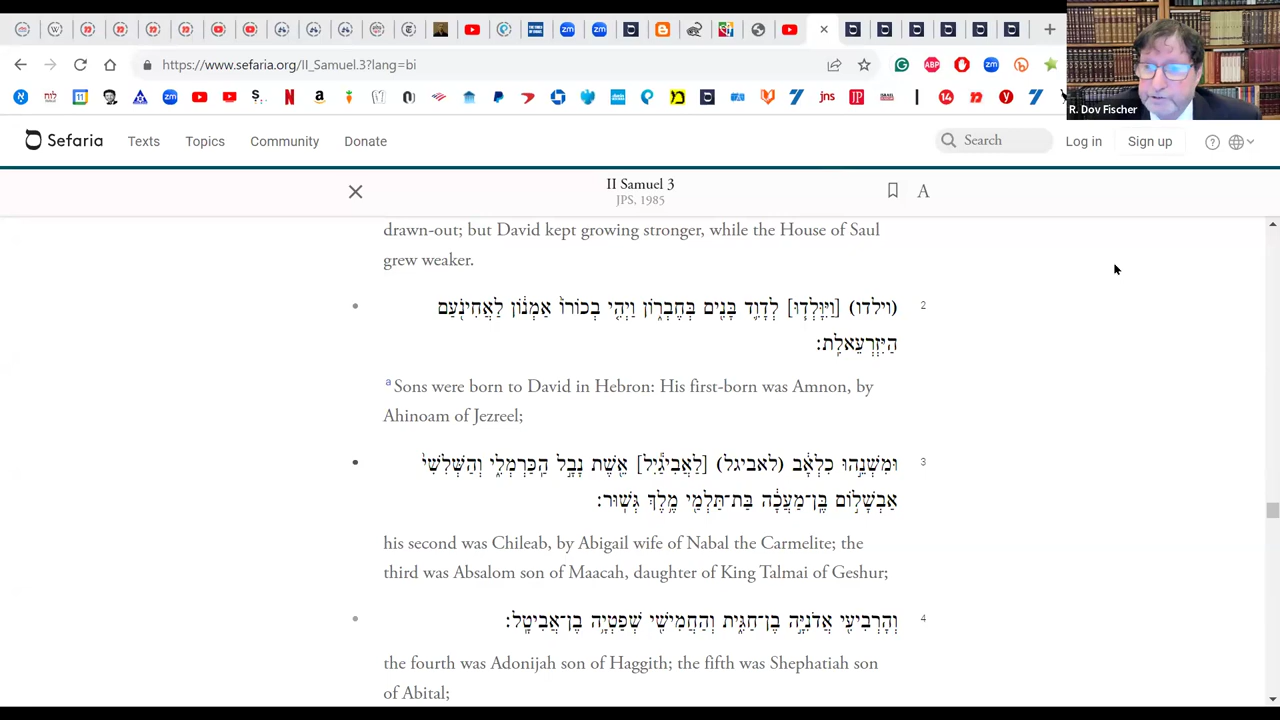 https://www.sefaria.org/II_Samuel.3?lang=bi
R. Dov Fischer
Sefaria Texts Topics Community Donate Search Log in Sign up
II Samuel 3
JPS, 1985
drawn-out; but David kept growing stronger, while the House of Saul
grew weaker.
2 (וילדו) [וַיִּוָּלְד֧וּ] לְדָוִ֛ד בָּנִ֖ים בְּחֶבְר֑וֹן וַיְהִ֤י בְכוֹרוֹ֙ אַמְנ֔וֹן לַאֲחִינֹ֖עַם
הַיִּזְרְעֵאלִֽת׃
a Sons were born to David in Hebron: His first-born was Amnon, by
Ahinoam of Jezreel;
3 וּמִשְׁנֵ֣הוּ כִלְאָ֔ב (לאביגל) [לַאֲבִיגַ֕יִל] אֵ֖שֶׁת נָבָ֣ל הַֽכַּרְמְלִ֑י וְהַשְּׁלִשִׁי֙
אַבְשָׁל֣וֹם בֶּֽן־מַעֲכָ֔ה בַּת־תַּלְמַ֖י מֶ֥לֶךְ גְּשֽׁוּר׃
his second was Chileab, by Abigail wife of Nabal the Carmelite; the
third was Absalom son of Maacah, daughter of King Talmai of Geshur;
4 וְהָרְבִיעִ֖י אֲדֹנִיָּ֣ה בֶן־חַגִּ֑ית וְהַחֲמִישִׁ֖י שְׁפַטְיָ֥ה בֶן־אֲבִיטָֽל׃
the fourth was Adonijah son of Haggith; the fifth was Shephatiah son
of Abital;